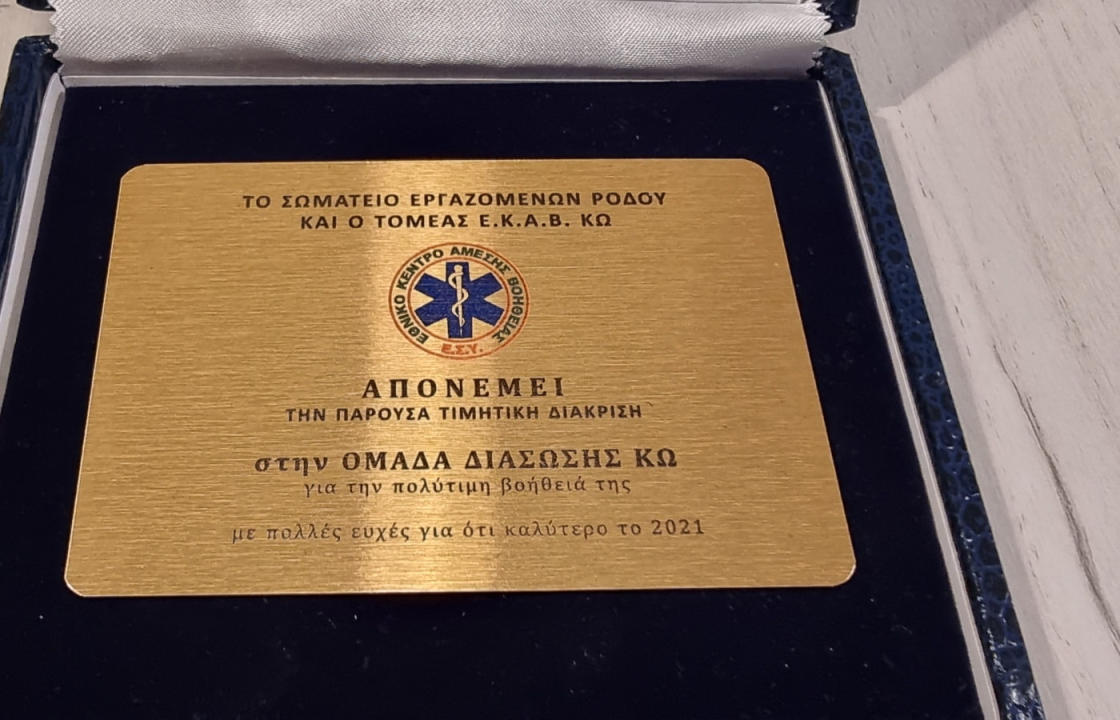 ΤΟ ΣΩΜΑΤΕΙΟ ΕΡΓΑΖΟΜΕΝΩΝ ΡΟΔΟΥ
ΚΑΙ Ο ΤΟΜΕΑΣ Ε.Κ.Α.Β. ΚΩ
ΕΘΝΙΚΟ ΚΕΝΤΡΟ ΑΜΕΣΗΣ ΒΟΗΘΕΙΑΣ
Ε.Σ.Υ.
ΑΠΟΝΕΜΕΙ
ΤΗΝ ΠΑΡΟΥΣΑ ΤΙΜΗΤΙΚΗ ΔΙΑΚΡΙΣΗ`
στην ΟΜΑΔΑ ΔΙΑΣΩΣΗΣ ΚΩ
για την πολύτιμη βοήθειά της
με πολλές ευχές για ότι καλύτερο το 2021